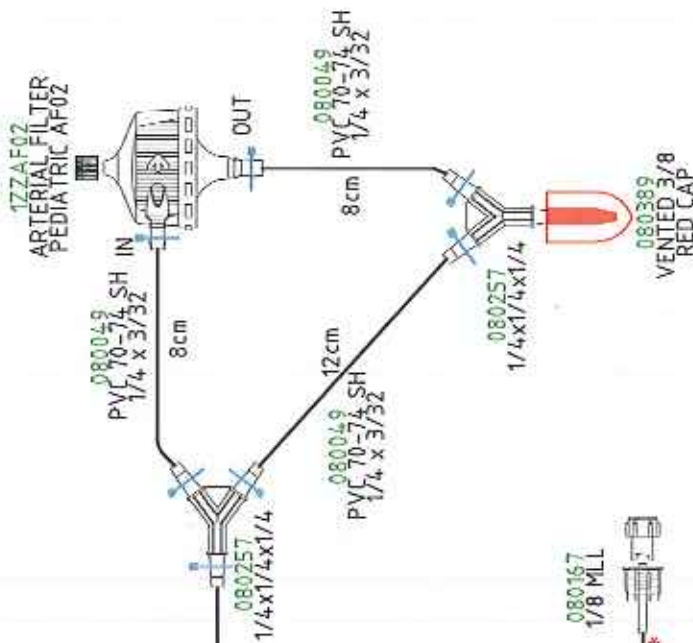 1ZZAF02
ARTERIAL FILTER
PEDIATRIC AF02
IN
OUT
080049
PVC 70-74 SH
1/4 x 3/32
8cm
080049
PVC 70-74 SH
1/4 x 3/32
8cm
080049
PVC 70-74 SH
1/4 x 3/32
12cm
080257
1/4x1/4x1/4
080257
1/4x1/4x1/4
080389
VENTED 3/8
RED CAP
080167
1/8 MLL
*